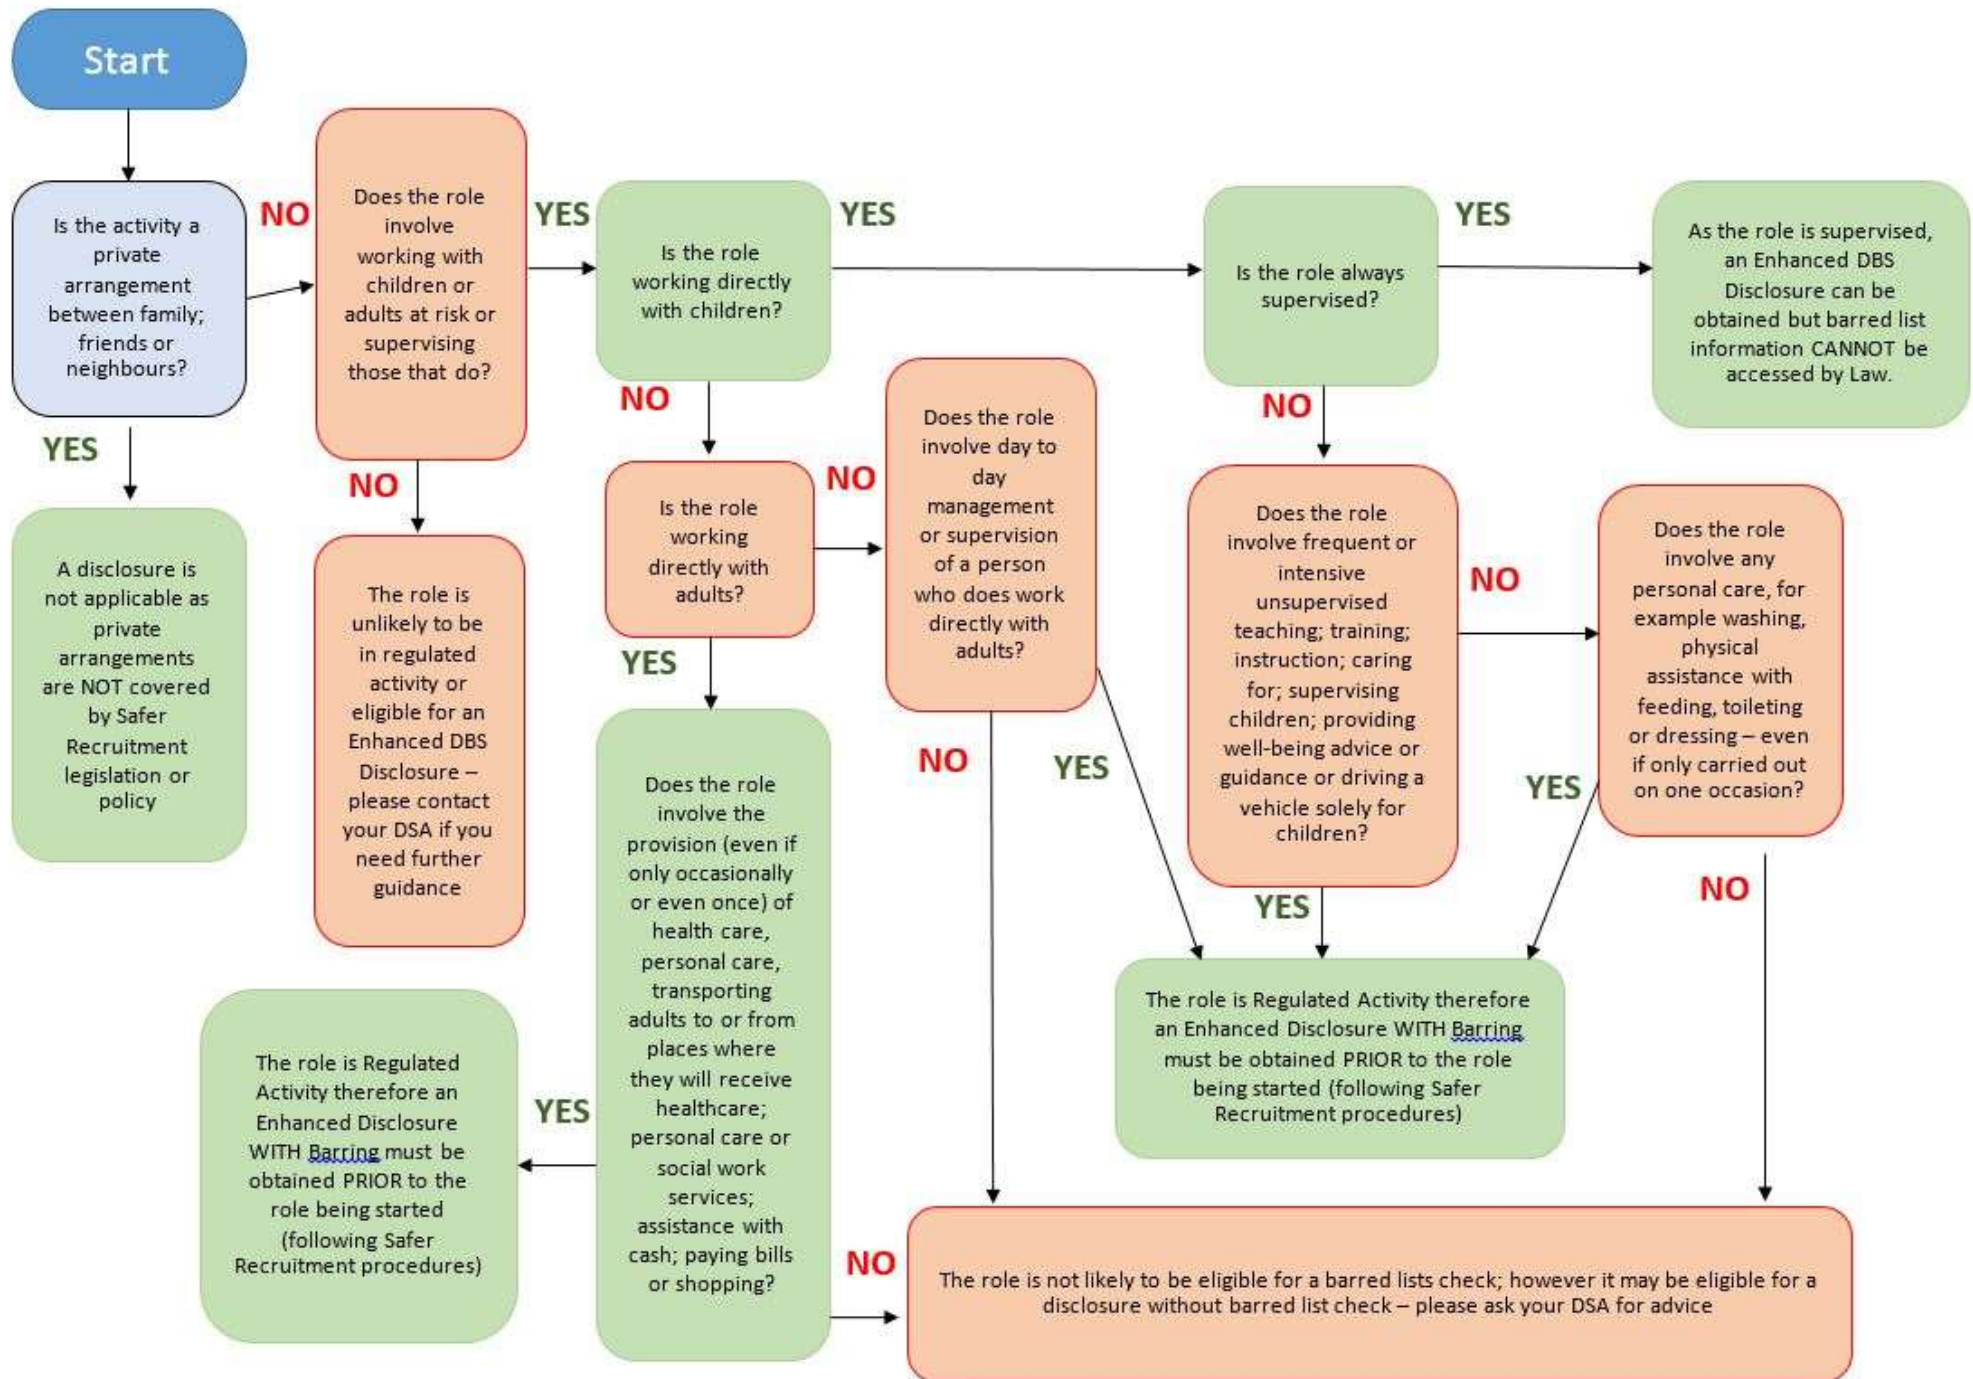 Start
Is the activity a
private
arrangement
between family;
friends or
neighbours?
NO
YES
A disclosure is
not applicable as
private
arrangements
are NOT covered
by Safer
Recruitment
legislation or
policy
Does the role
involve
working with
children or
adults at risk or
supervising
those that do?
YES
NO
The role is
unlikely to be
in regulated
activity or
eligible for an
Enhanced DBS
Disclosure –
please contact
your DSA if you
need further
guidance
Is the role
working directly
with children?
YES
NO
Is the role
working
directly with
adults?
NO
YES
Does the role
involve the
provision (even if
only occasionally
or even once) of
health care,
personal care,
transporting
adults to or from
places where
they will receive
healthcare;
personal care or
social work
services;
assistance with
cash; paying bills
or shopping?
YES
NO
The role is Regulated
Activity therefore an
Enhanced Disclosure
WITH Barring must be
obtained PRIOR to the
role being started
(following Safer
Recruitment procedures)
Does the role
involve day to
day
management
or supervision
of a person
who does work
directly with
adults?
NO
YES
Is the role always
supervised?
YES
NO
As the role is supervised,
an Enhanced DBS
Disclosure can be
obtained but barred list
information CANNOT be
accessed by Law.
Does the role
involve frequent or
intensive
unsupervised
teaching; training;
instruction; caring
for; supervising
children; providing
well-being advice or
guidance or driving a
vehicle solely for
children?
NO
YES
Does the role
involve any
personal care, for
example washing,
physical
assistance with
feeding, toileting
or dressing – even
if only carried out
on one occasion?
YES
NO
The role is Regulated Activity therefore
an Enhanced Disclosure WITH Barring
must be obtained PRIOR to the role
being started (following Safer
Recruitment procedures)
The role is not likely to be eligible for a barred lists check; however it may be eligible for a
disclosure without barred list check – please ask your DSA for advice